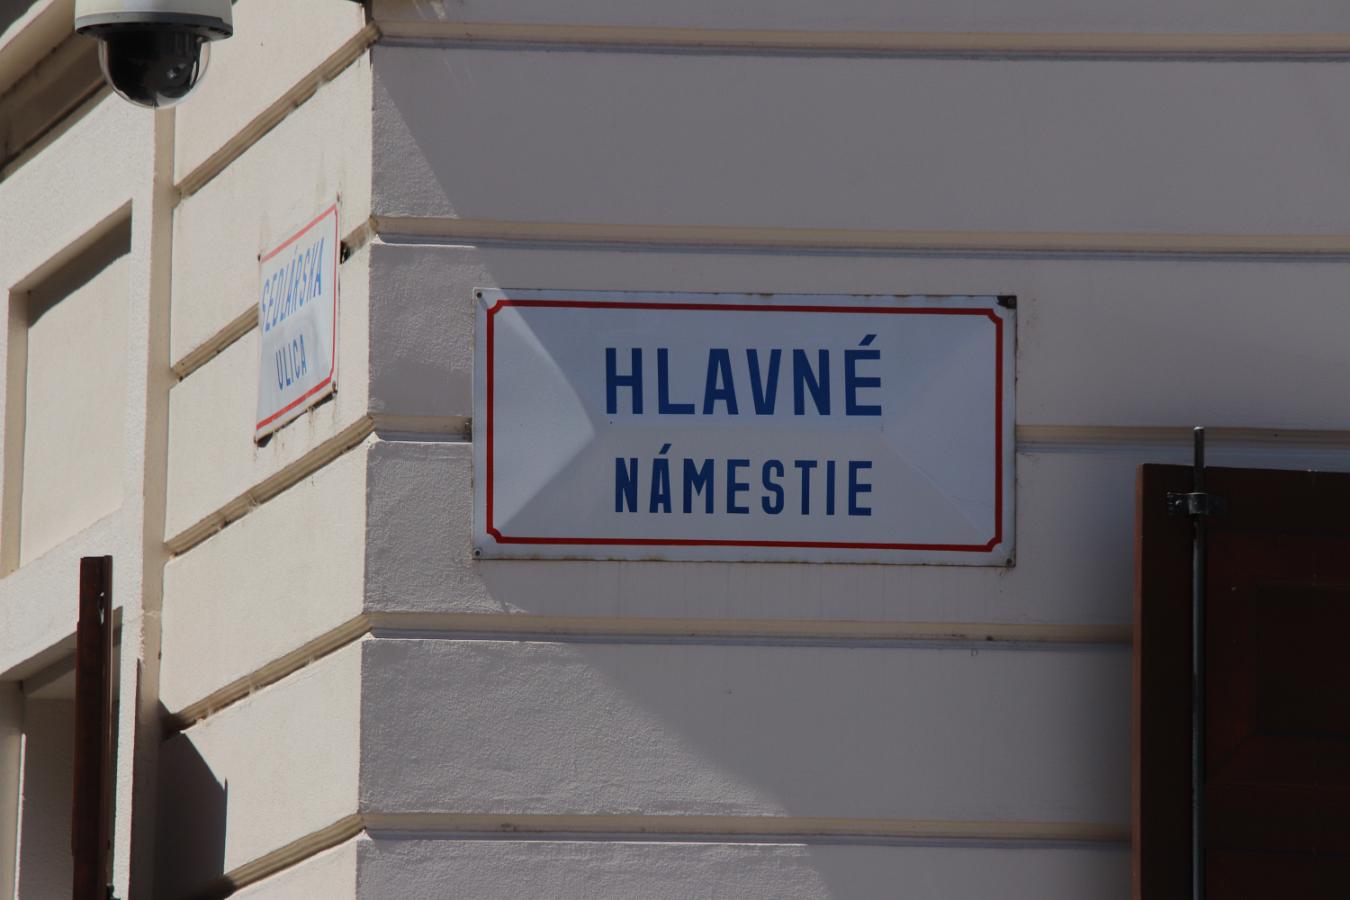 SEDLÁRSKA
ULICA
HLAVNÉ
NÁMESTIE